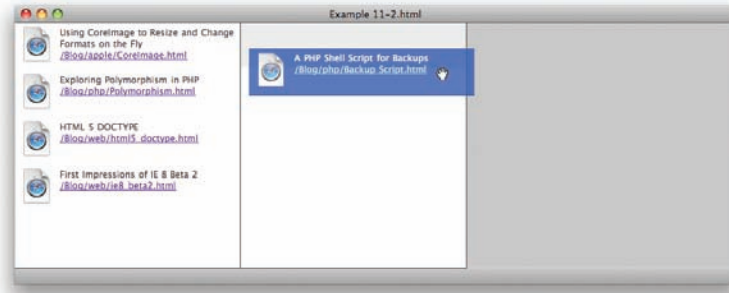 Example 11-2.html
Using CoreImage to Resize and Change
Formats on the Fly
/Blog/apple/CoreImage.html
Exploring Polymorphism in PHP
/Blog/php/Polymorphism.html
HTML 5 DOCTYPE
/Blog/web/html5_doctype.html
First Impressions of IE 8 Beta 2
/Blog/web/ie8_beta2.html
A PHP Shell Script for Backups
/Blog/php/Backup_Script.html